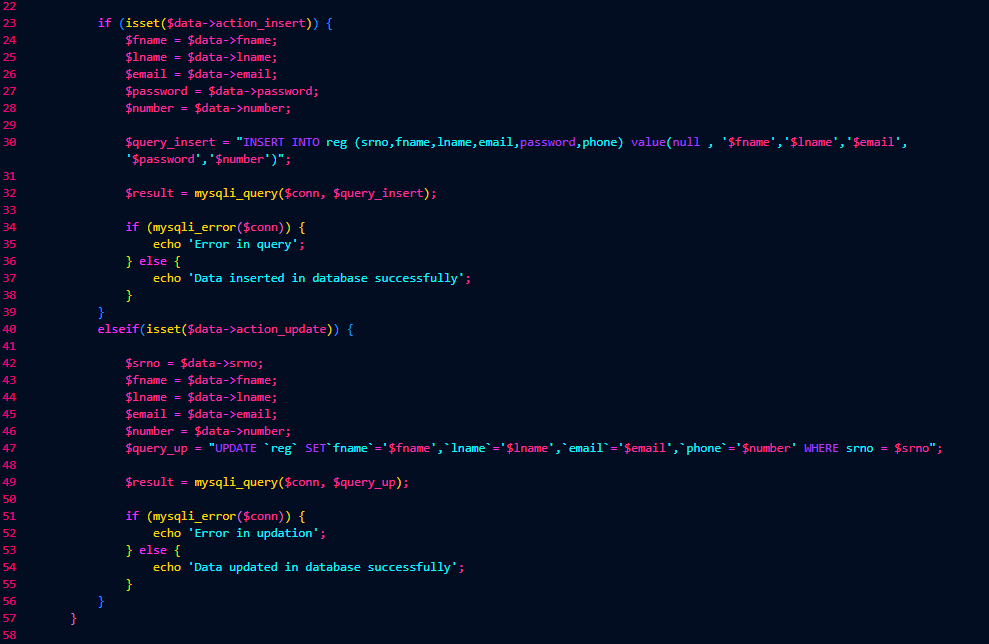 22
23 if (isset($data->action_insert)) {
24 $fname = $data->fname;
25 $lname = $data->lname;
26 $email = $data->email;
27 $password = $data->password;
28 $number = $data->number;
29
30 $query_insert = "INSERT INTO reg (srno,fname,lname,email,password,phone) value(null , '$fname','$lname','$email',
'$password','$number')";
31
32 $result = mysqli_query($conn, $query_insert);
33
34 if (mysqli_error($conn)) {
35 echo 'Error in query';
36 } else {
37 echo 'Data inserted in database successfully';
38 }
39 }
40 elseif(isset($data->action_update)) {
41
42 $srno = $data->srno;
43 $fname = $data->fname;
44 $lname = $data->lname;
45 $email = $data->email;
46 $number = $data->number;
47 $query_up = "UPDATE `reg` SET`fname`='$fname',`lname`='$lname',`email`='$email',`phone`='$number' WHERE srno = $srno";
48
49 $result = mysqli_query($conn, $query_up);
50
51 if (mysqli_error($conn)) {
52 echo 'Error in updation';
53 } else {
54 echo 'Data updated in database successfully';
55 }
56 }
57 }
58